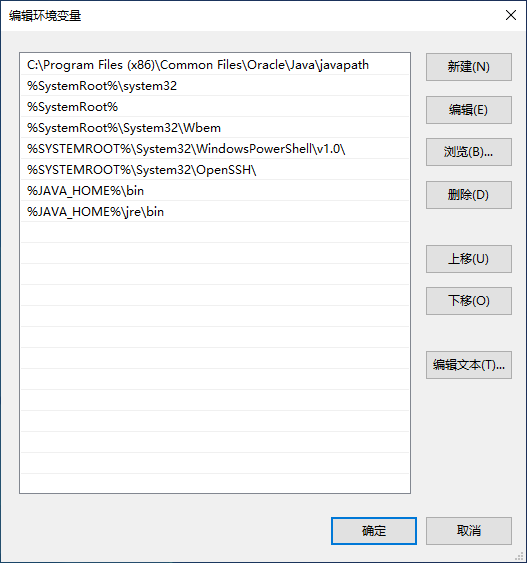 编辑环境变量
C:\Program Files (x86)\Common Files\Oracle\Java\javapath
%SystemRoot%\system32
%SystemRoot%
%SystemRoot%\System32\Wbem
%SYSTEMROOT%\System32\WindowsPowerShell\v1.0\
%SYSTEMROOT%\System32\OpenSSH\
%JAVA_HOME%\bin
%JAVA_HOME%\jre\bin
新建(N)
编辑(E)
浏览(B)...
删除(D)
上移(U)
下移(O)
编辑文本(T)...
确定
取消